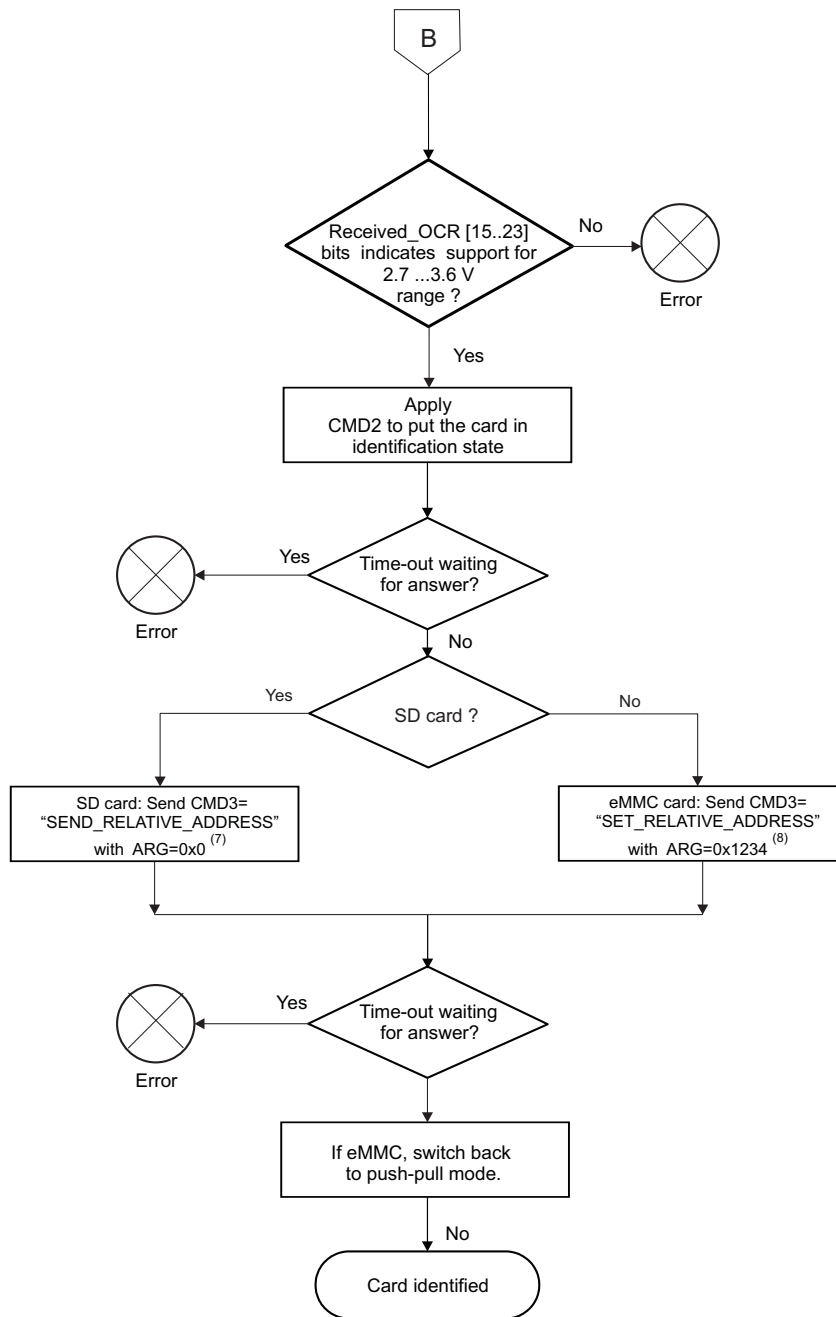 B
Received_OCR [15..23]
bits indicates support for
2.7 ...3.6 V
range ?
No
Error
Yes
Apply
CMD2 to put the card in
identification state
Yes
Time-out waiting
for answer?
Error
No
Yes
SD card ?
No
SD card: Send CMD3=
“SEND_RELATIVE_ADDRESS”
with ARG=0x0 (7)
eMMC card: Send CMD3=
“SET_RELATIVE_ADDRESS”
with ARG=0x1234 (8)
Yes
Time-out waiting
for answer?
Error
If eMMC, switch back
to push-pull mode.
No
Card identified